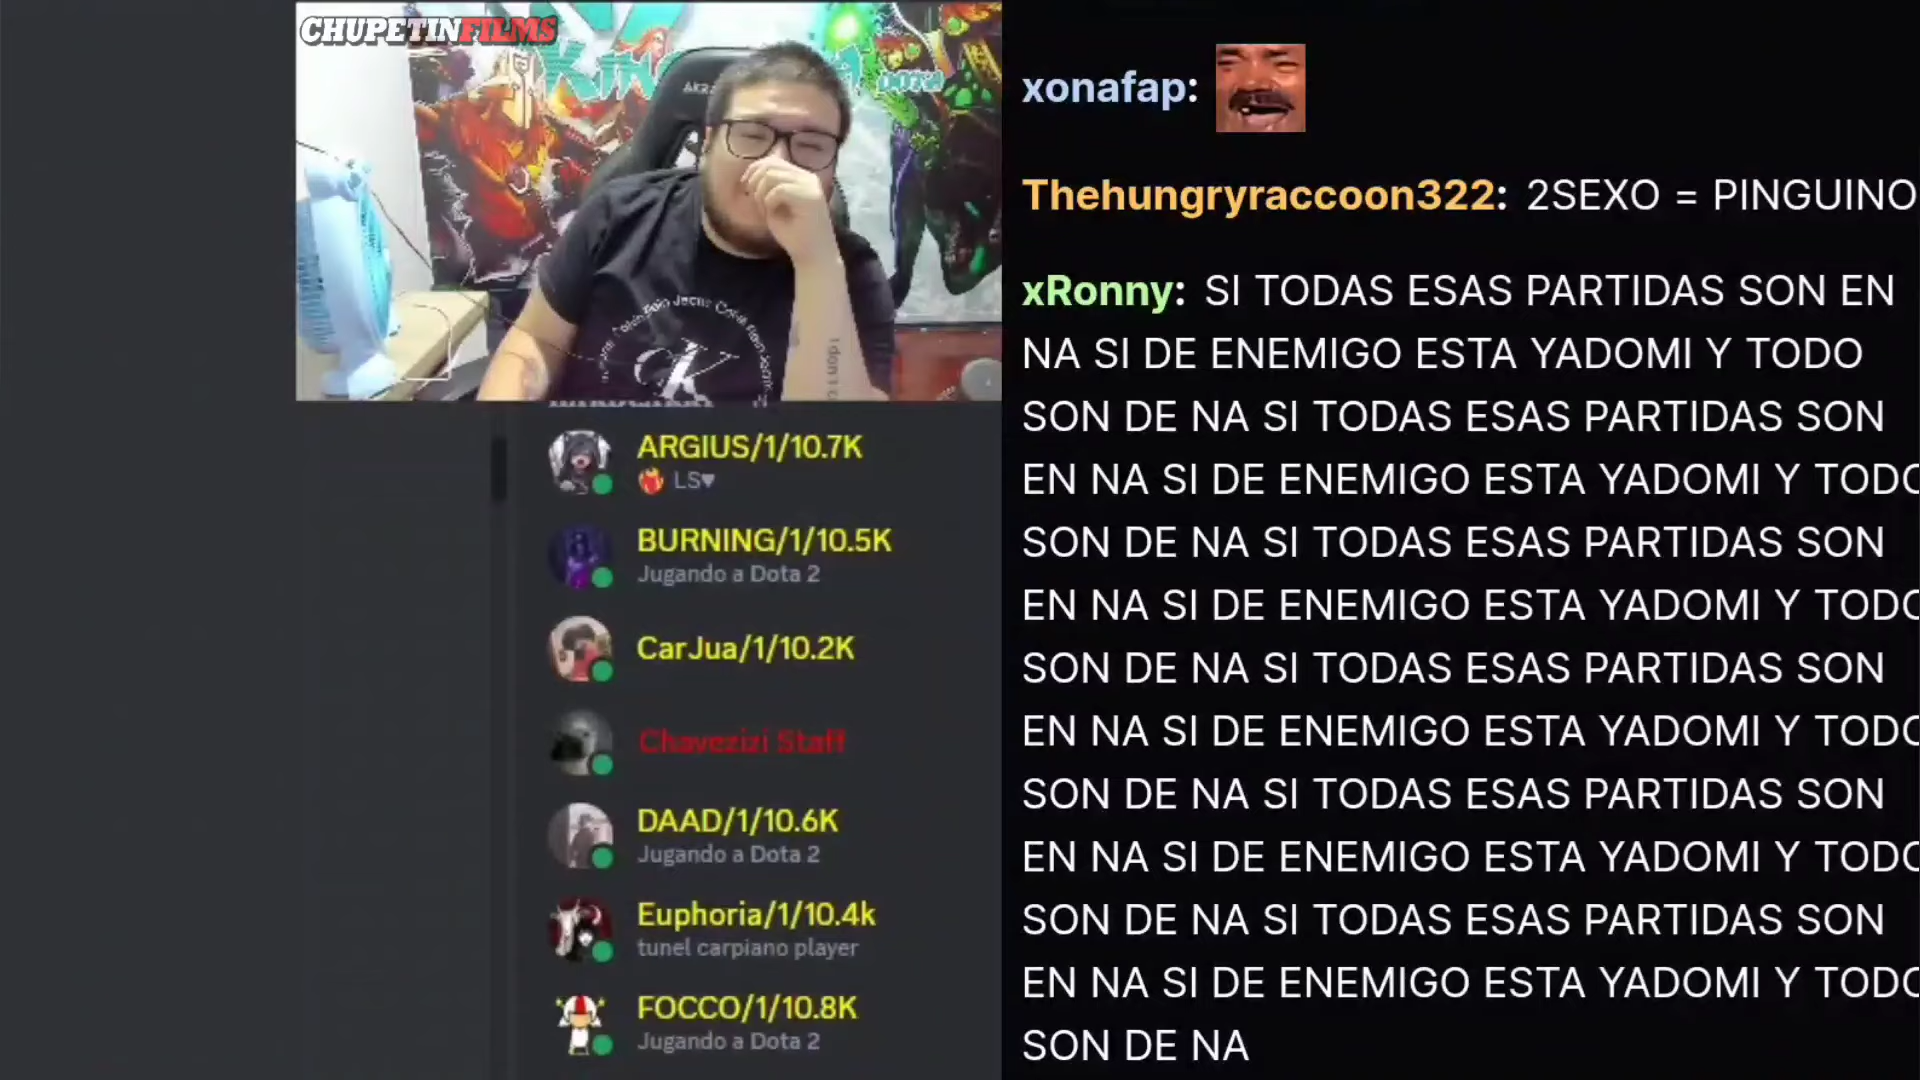 CHUPETINFILMS
AKRA
DOTA
Calvin Klein Jeans
CK
xonafap:
Thehungryraccoon322: 2SEXO = PINGUINO
xRonny: SI TODAS ESAS PARTIDAS SON EN
NA SI DE ENEMIGO ESTA YADOMI Y TODO
SON DE NA SI TODAS ESAS PARTIDAS SON
EN NA SI DE ENEMIGO ESTA YADOMI Y TODO
SON DE NA SI TODAS ESAS PARTIDAS SON
EN NA SI DE ENEMIGO ESTA YADOMI Y TODO
SON DE NA SI TODAS ESAS PARTIDAS SON
EN NA SI DE ENEMIGO ESTA YADOMI Y TODO
SON DE NA SI TODAS ESAS PARTIDAS SON
EN NA SI DE ENEMIGO ESTA YADOMI Y TODO
SON DE NA SI TODAS ESAS PARTIDAS SON
EN NA SI DE ENEMIGO ESTA YADOMI Y TODO
SON DE NA
ARGIUS/1/10.7K
LS♥
BURNING/1/10.5K
Jugando a Dota 2
CarJua/1/10.2K
Chavezizi Staff
DAAD/1/10.6K
Jugando a Dota 2
Euphoria/1/10.4k
tunel carpiano player
FOCCO/1/10.8K
Jugando a Dota 2